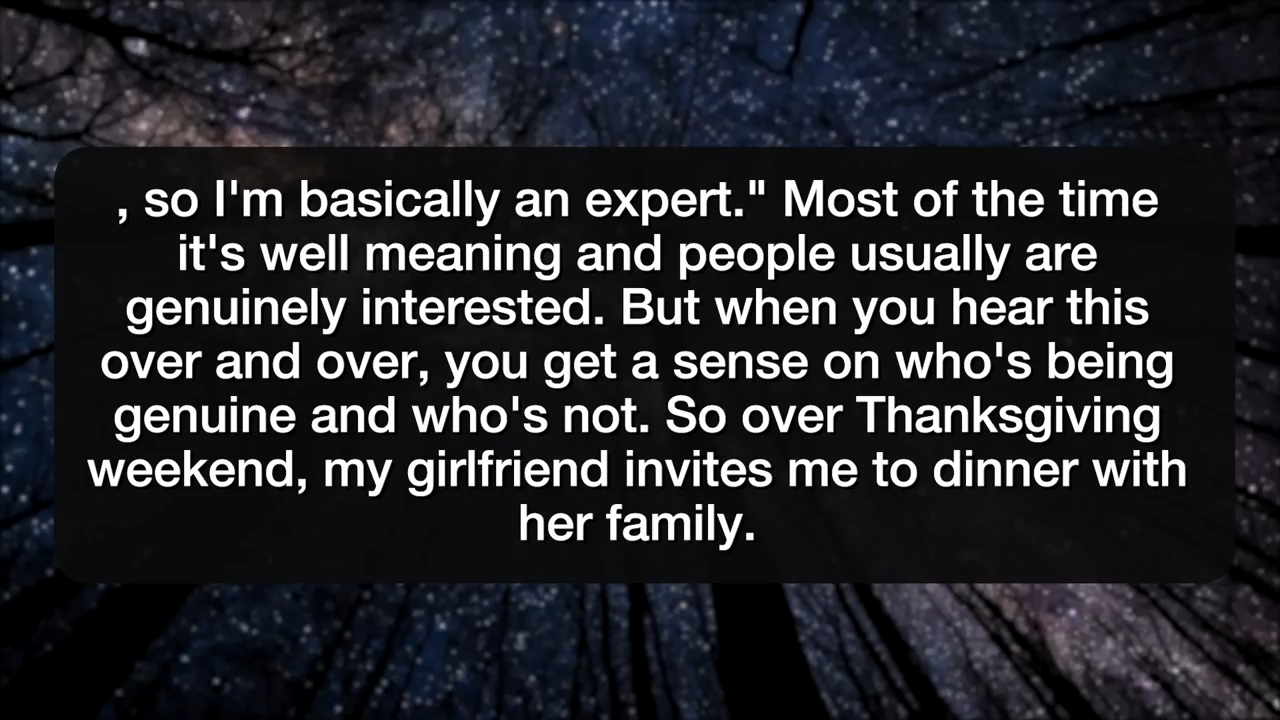 , so I'm basically an expert." Most of the time
it's well meaning and people usually are
genuinely interested. But when you hear this
over and over, you get a sense on who's being
genuine and who's not. So over Thanksgiving
weekend, my girlfriend invites me to dinner with
her family.